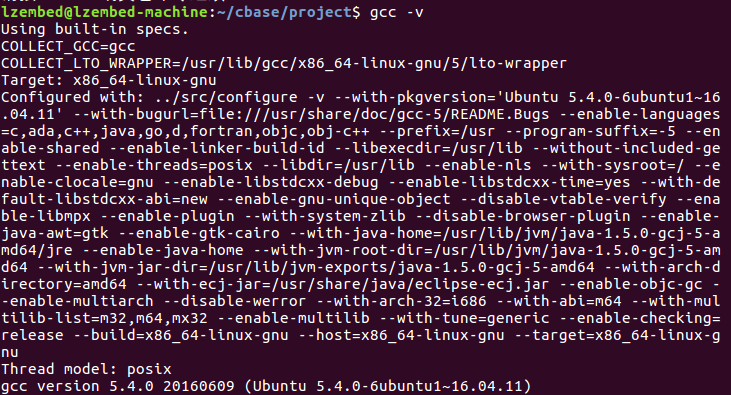 lzembed@lzembed-machine:~/cbase/project$ gcc -v
Using built-in specs.
COLLECT_GCC=gcc
COLLECT_LTO_WRAPPER=/usr/lib/gcc/x86_64-linux-gnu/5/lto-wrapper
Target: x86_64-linux-gnu
Configured with: ../src/configure -v --with-pkgversion='Ubuntu 5.4.0-6ubuntu1~16
.04.11' --with-bugurl=file:///usr/share/doc/gcc-5/README.Bugs --enable-languages
=c,ada,c++,java,go,d,fortran,objc,obj-c++ --prefix=/usr --program-suffix=-5 --en
able-shared --enable-linker-build-id --libexecdir=/usr/lib --without-included-ge
ttext --enable-threads=posix --libdir=/usr/lib --enable-nls --with-sysroot=/ --e
nable-clocale=gnu --enable-libstdcxx-debug --enable-libstdcxx-time=yes --with-de
fault-libstdcxx-abi=new --enable-gnu-unique-object --disable-vtable-verify --ena
ble-libmpx --enable-plugin --with-system-zlib --disable-browser-plugin --enable-
java-awt=gtk --enable-gtk-cairo --with-java-home=/usr/lib/jvm/java-1.5.0-gcj-5-a
md64/jre --enable-java-home --with-jvm-root-dir=/usr/lib/jvm/java-1.5.0-gcj-5-am
d64 --with-jvm-jar-dir=/usr/lib/jvm-exports/java-1.5.0-gcj-5-amd64 --with-arch-d
irectory=amd64 --with-ecj-jar=/usr/share/java/eclipse-ecj.jar --enable-objc-gc -
-enable-multiarch --disable-werror --with-arch-32=i686 --with-abi=m64 --with-mul
tilib-list=m32,m64,mx32 --enable-multilib --with-tune=generic --enable-checking=
release --build=x86_64-linux-gnu --host=x86_64-linux-gnu --target=x86_64-linux-g
nu
Thread model: posix
gcc version 5.4.0 20160609 (Ubuntu 5.4.0-6ubuntu1~16.04.11)